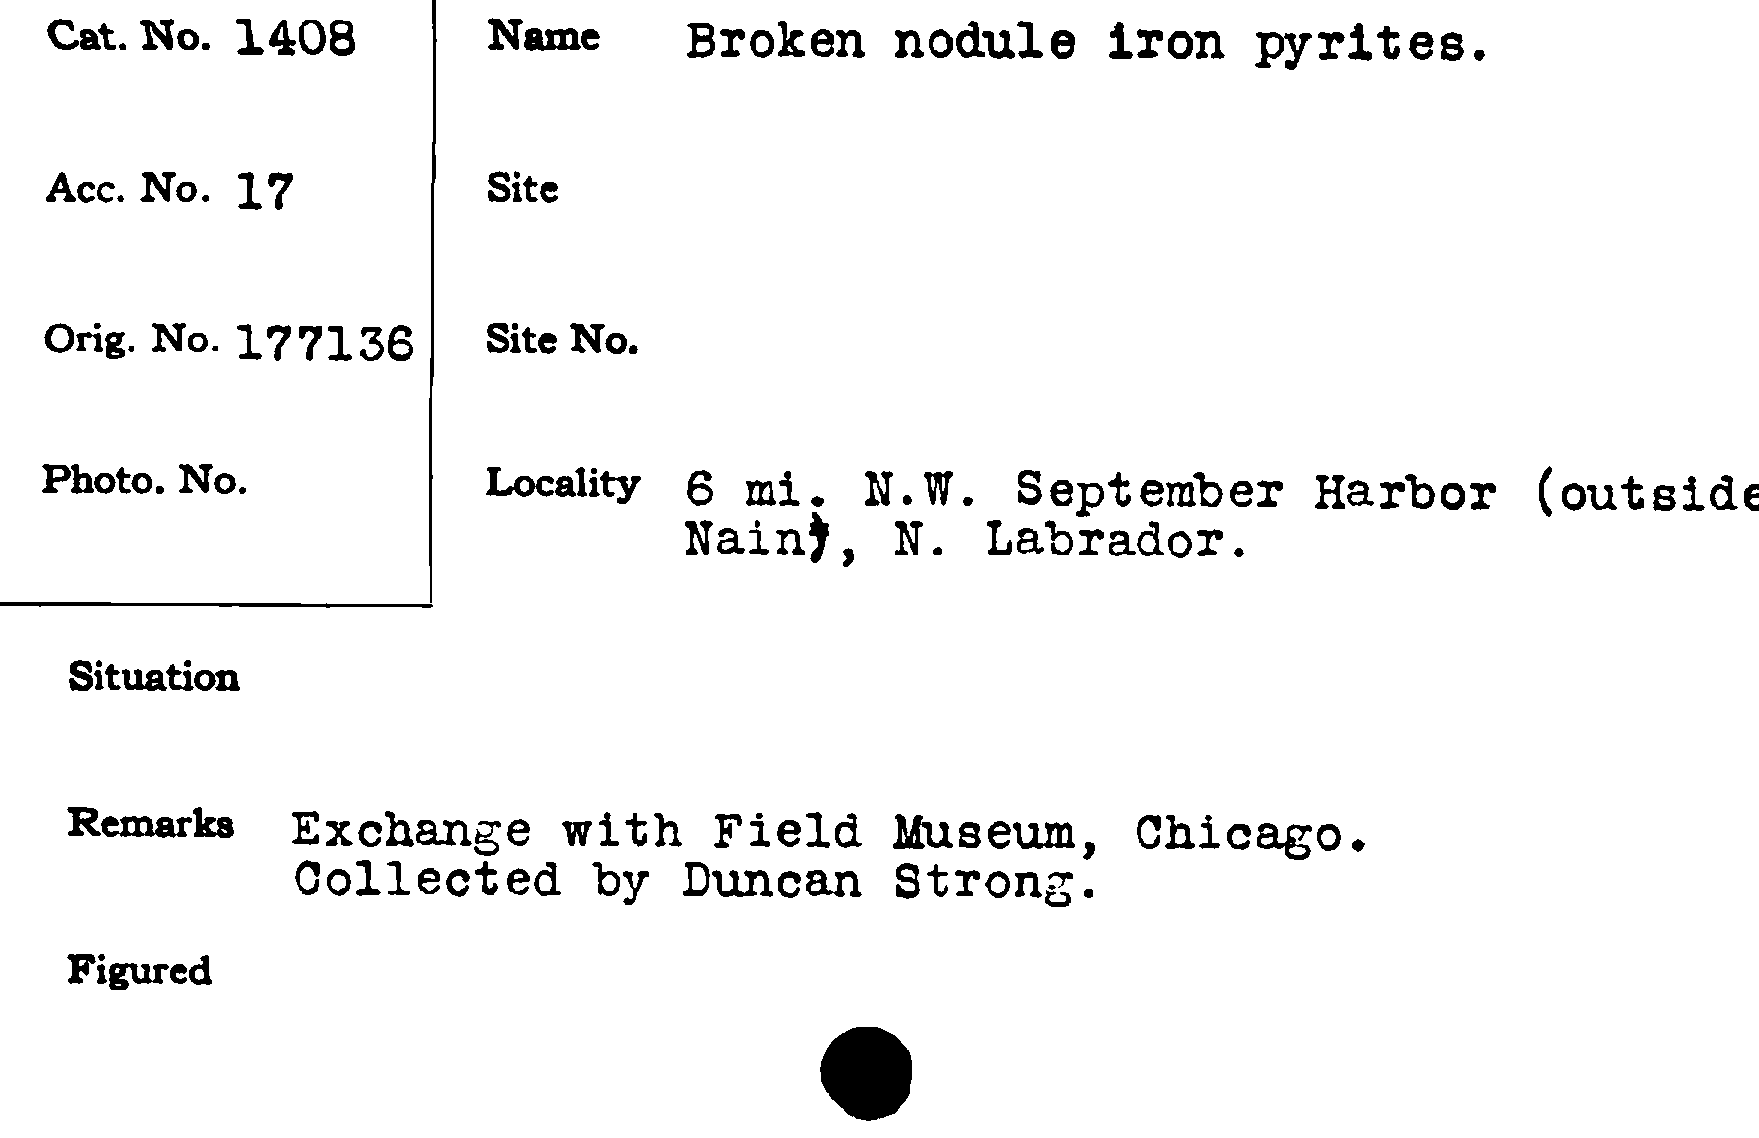 Cat. No. 1408
Name Broken nodule iron pyrites.
Acc. No. 17
Site
Orig. No. 177136
Site No.
Photo. No.
Locality 6 mi. N.W. September Harbor (outside
Nain), N. Labrador.
Situation
Remarks Exchange with Field Museum, Chicago.
Collected by Duncan Strong.
Figured